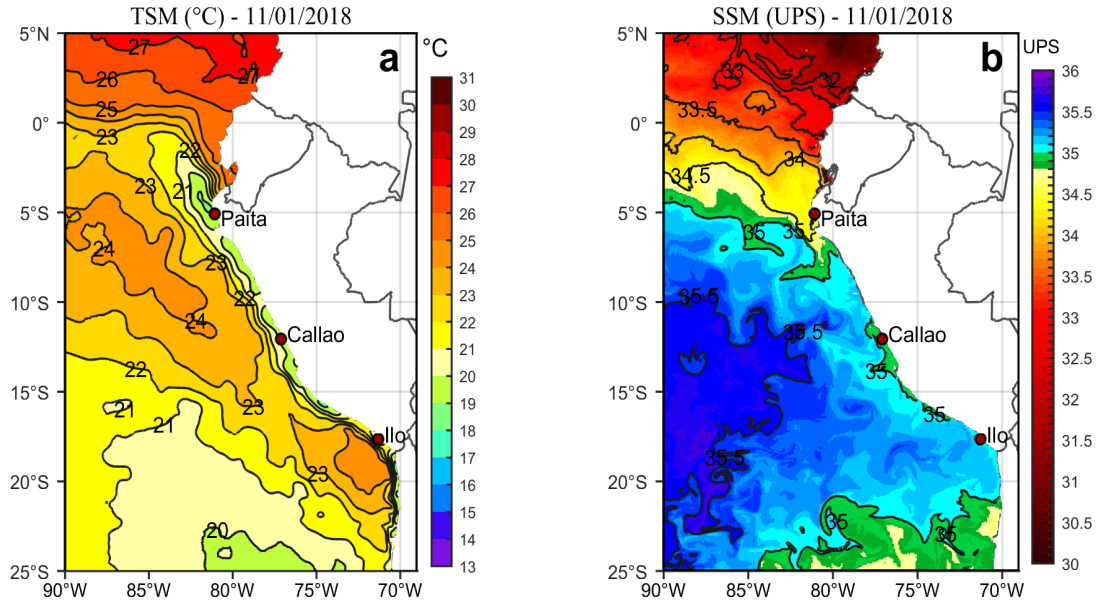 TSM (°C) - 11/01/2018
5°N
0°
5°S
10°S
15°S
20°S
25°S
90°W
85°W
80°W
75°W
70°W
a
27
27
26
25
23
22
23
21
24
23
22
24
22
23
21
21
23
20
Paita
Callao
Ilo
°C
31
30
29
28
27
26
25
24
23
22
21
20
19
18
17
16
15
14
13
SSM (UPS) - 11/01/2018
5°N
0°
5°S
10°S
15°S
20°S
25°S
90°W
85°W
80°W
75°W
70°W
b
33
32
33.5
34
34.5
35
35
35.5
35.5
35
35
35.5
35
35
Paita
Callao
Ilo
UPS
36
35.5
35
34.5
34
33.5
33
32.5
32
31.5
31
30.5
30